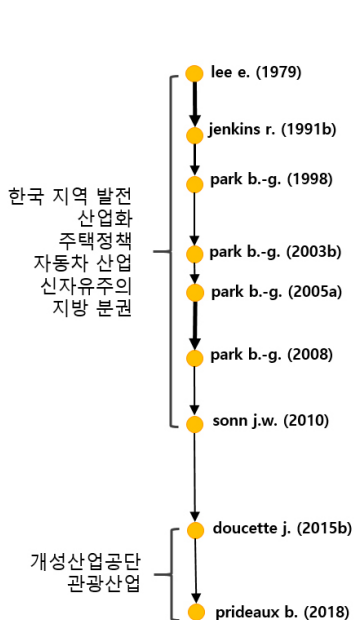 lee e. (1979)
jenkins r. (1991b)
park b.-g. (1998)
한국 지역 발전
산업화
주택정책
자동차 산업
신자유주의
지방 분권
park b.-g. (2003b)
park b.-g. (2005a)
park b.-g. (2008)
sonn j.w. (2010)
doucette j. (2015b)
개성산업공단
관광산업
prideaux b. (2018)